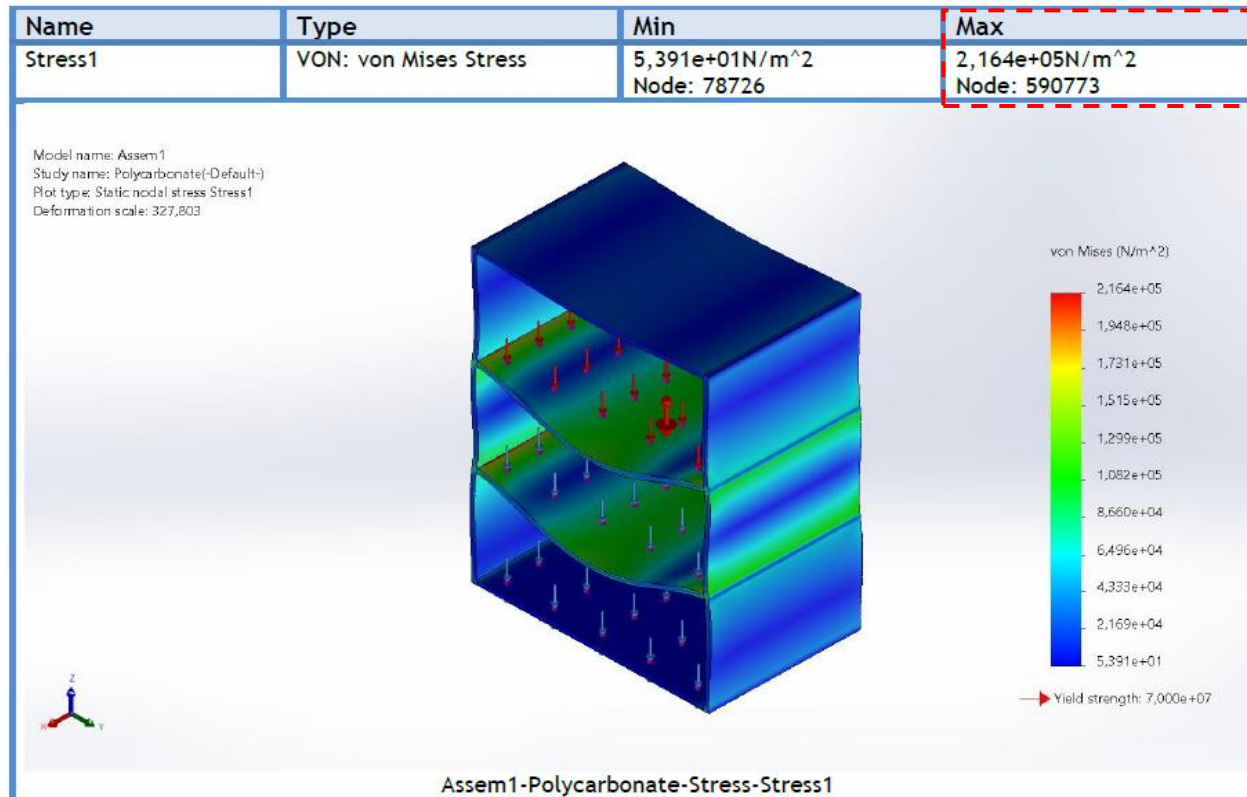 Name Type Min Max
Stress1 VON: von Mises Stress 5,391e+01N/m^2 2,164e+05N/m^2
Node: 78726 Node: 590773
Model name: Assem1
Study name: Polycarbonate(-Default-)
Plot type: Static nodal stress Stress1
Deformation scale: 327,803
von Mises (N/m^2)
2,164e+05
1,948e+05
1,731e+05
1,515e+05
1,299e+05
1,082e+05
8,660e+04
6,496e+04
4,333e+04
2,169e+04
5,391e+01
Yield strength: 7,000e+07
Z
X Y
Assem1-Polycarbonate-Stress-Stress1